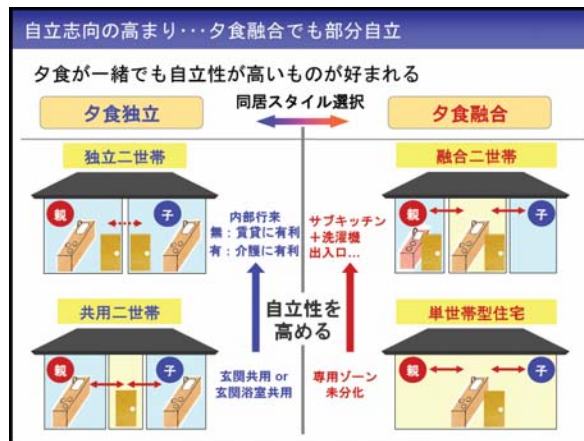 自立志向の高まり･･･夕食融合でも部分自立
夕食が一緒でも自立性が高いものが好まれる
夕食独立
同居スタイル選択
夕食融合
独立二世帯
融合二世帯
親
子
内部行来
無：賃貸に有利
有：介護に有利
サブキッチン
＋洗濯機
出入口...
親
子
共用二世帯
自立性を
高める
単世帯型住宅
親
子
玄関共用 or
玄関浴室共用
専用ゾーン
未分化
親
子